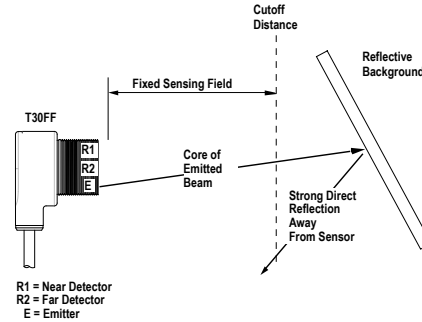 Cutoff
Distance
Reflective
Background
Fixed Sensing Field
T30FF
R1
R2
E
Core of
Emitted
Beam
Strong Direct
Reflection
Away
From Sensor
R1 = Near Detector
R2 = Far Detector
E = Emitter